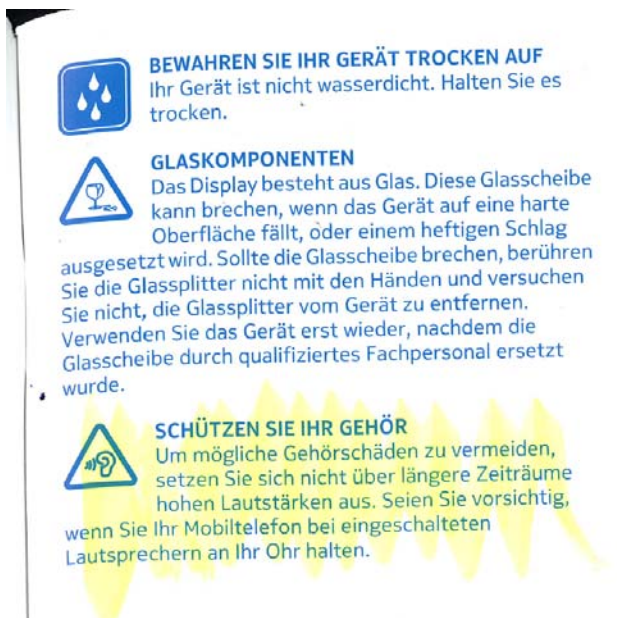 BEWAHREN SIE IHR GERÄT TROCKEN AUF
Ihr Gerät ist nicht wasserdicht. Halten Sie es
trocken.
GLASKOMPONENTEN
Das Display besteht aus Glas. Diese Glasscheibe
kann brechen, wenn das Gerät auf eine harte
Oberfläche fällt, oder einem heftigen Schlag
ausgesetzt wird. Sollte die Glasscheibe brechen, berühren
Sie die Glassplitter nicht mit den Händen und versuchen
Sie nicht, die Glassplitter vom Gerät zu entfernen.
Verwenden Sie das Gerät erst wieder, nachdem die
Glasscheibe durch qualifiziertes Fachpersonal ersetzt
wurde.
SCHÜTZEN SIE IHR GEHÖR
Um mögliche Gehörschäden zu vermeiden,
setzen Sie sich nicht über längere Zeiträume
hohen Lautstärken aus. Seien Sie vorsichtig,
wenn Sie Ihr Mobiltelefon bei eingeschalteten
Lautsprechern an Ihr Ohr halten.